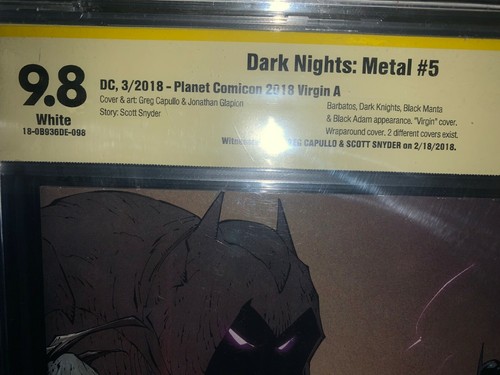 Dark Nights: Metal #5
9.8
White
18-0B936DE-098
DC, 3/2018 - Planet Comicon 2018 Virgin A
Cover & art: Greg Capullo & Jonathan Glapion
Story: Scott Snyder
Barbatos, Dark Knights, Black Manta
& Black Adam appearance. "Virgin" cover.
Wraparound cover. 2 different covers exist.
CAPULLO & SCOTT SNYDER on 2/18/2018.